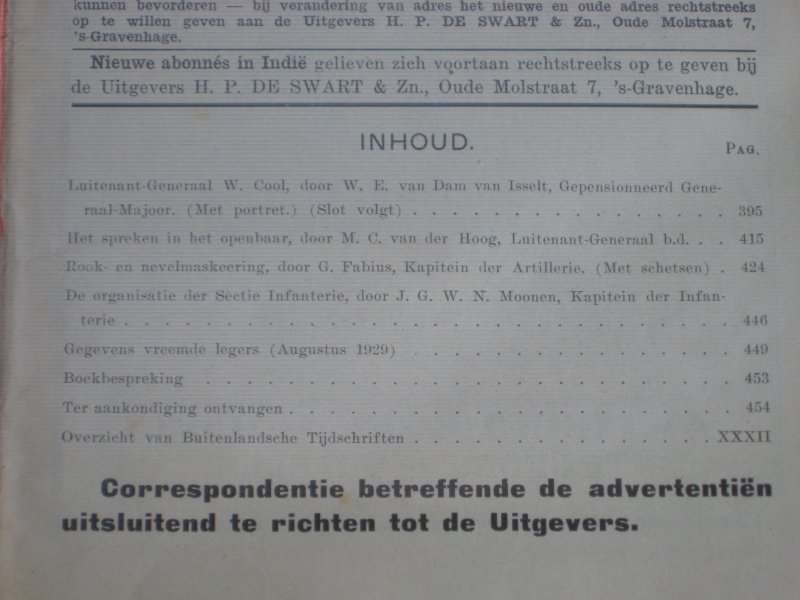 kunnen bevorderen — bij verandering van adres het nieuwe en oude adres rechtstreeks
op te willen geven aan de Uitgevers H. P. DE SWART & Zn., Oude Molstraat 7,
's-Gravenhage.
Nieuwe abonnés in Indië gelieven zich voortaan rechtstreeks op te geven bij
de Uitgevers H. P. DE SWART & Zn., Oude Molstraat 7, 's-Gravenhage.
INHOUD.
PAG.
Luitenant-Generaal W. Cool, door W. E. van Dam van Isselt, Gepensionneerd Gene-
raal-Majoor. (Met portret.) (Slot volgt) . . . . . . . . . . . . . . . . 395
Het spreken in het openbaar, door M. C. van der Hoog, Luitenant-Generaal b.d. . . 415
Rook- en nevelmaskeering, door G. Fabius, Kapitein der Artillerie. (Met schetsen) . 424
De organisatie der Sectie Infanterie, door J. G. W. N. Moonen, Kapitein der Infan-
terie . . . . . . . . . . . . . . . . . . . . . . . . . . . . . . 446
Gegevens vreemde legers (Augustus 1929) . . . . . . . . . . . . . . . . 449
Boekbespreking . . . . . . . . . . . . . . . . . . . . . . . . . . 453
Ter aankondiging ontvangen . . . . . . . . . . . . . . . . . . . . . . 454
Overzicht van Buitenlandsche Tijdschriften . . . . . . . . . . . . . . . XXXII
Correspondentie betreffende de advertentiën
uitsluitend te richten tot de Uitgevers.